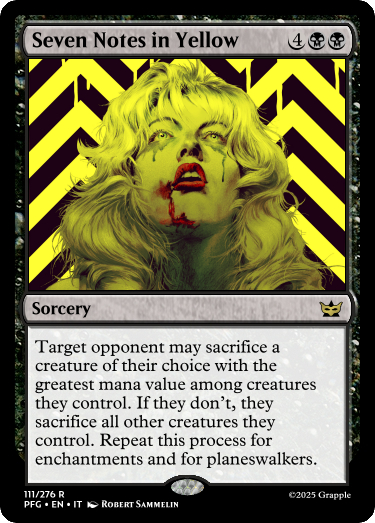 Seven Notes in Yellow 4
Sorcery
Target opponent may sacrifice a
creature of their choice with the
greatest mana value among creatures
they control. If they don't, they
sacrifice all other creatures they
control. Repeat this process for
enchantments and for planeswalkers.
111/276 R
PFG • EN • IT Robert Sammelin
©2025 Grapple